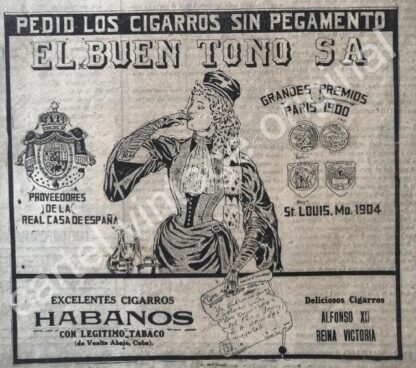 PEDID LOS CIGARROS SIN PEGAMENTO
EL BUEN TONO S A
GRANDES PREMIOS
PARIS 1900
PROVEEDORES
DE LA
REAL CASA DE ESPAÑA
St. LOUIS. Mo. 1904
EXCELENTES CIGARROS
HABANOS
CON LEGITIMO TABACO
(de Vuelta Abajo, Cuba).
Deliciosos Cigarros
ALFONSO XIII
REINA VICTORIA